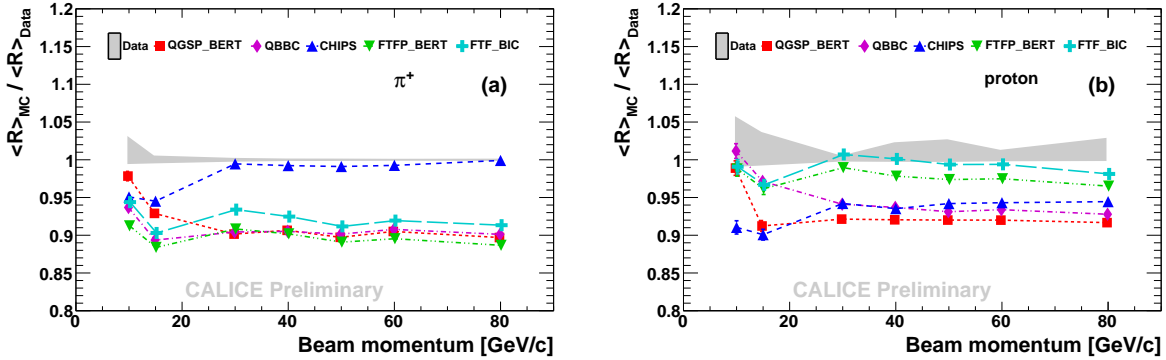 <R>MC / <R>Data
1.2
1.15
1.1
1.05
1
0.95
0.9
0.85
0.8
Data QGSP_BERT QBBC CHIPS FTFP_BERT FTF_BIC
π+ (a)
CALICE Preliminary
0 20 40 60 80
Beam momentum [GeV/c]
<R>MC / <R>Data
1.2
1.15
1.1
1.05
1
0.95
0.9
0.85
0.8
Data QGSP_BERT QBBC CHIPS FTFP_BERT FTF_BIC
proton (b)
CALICE Preliminary
0 20 40 60 80
Beam momentum [GeV/c]